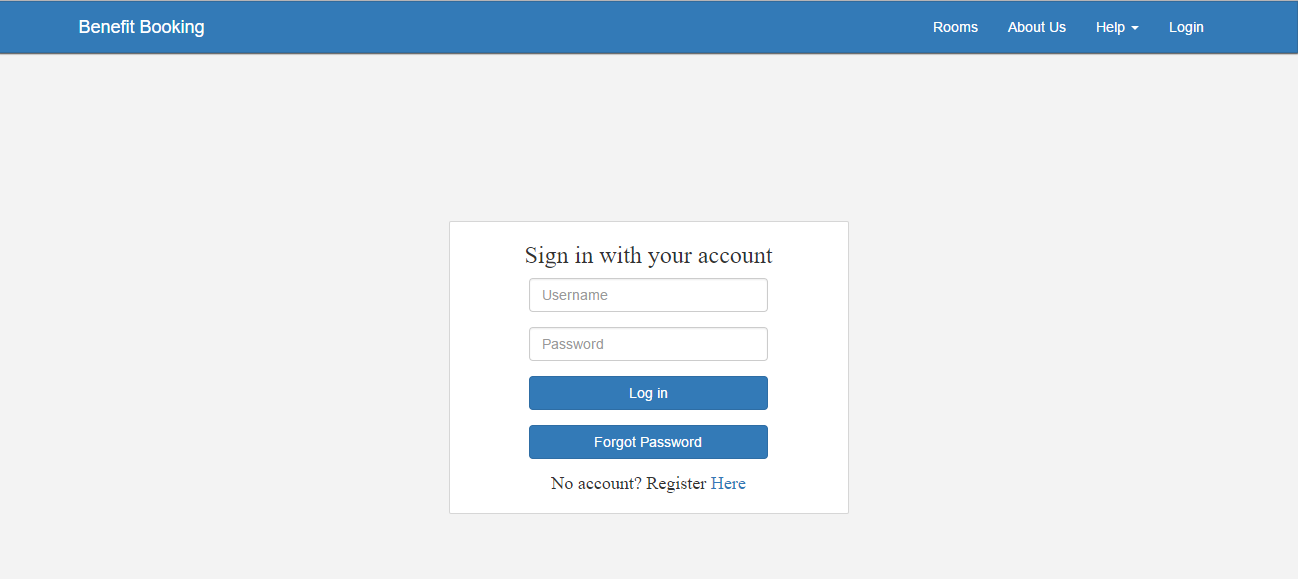 Benefit Booking Rooms About Us Help Login
Sign in with your account
Username
Password
Log in
Forgot Password
No account? Register Here